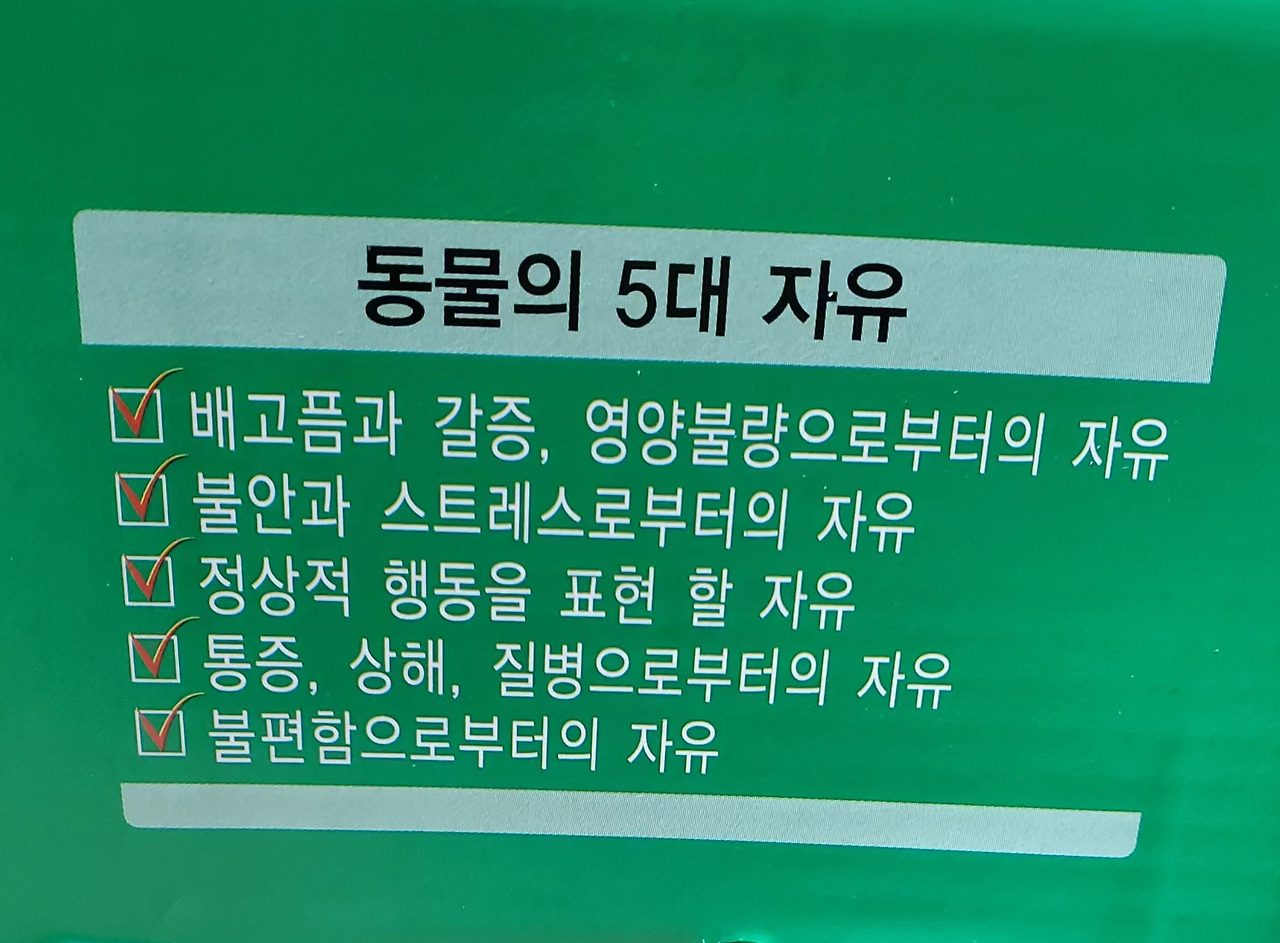 동물의 5대 자유
배고픔과 갈증, 영양불량으로부터의 자유
불안과 스트레스로부터의 자유
정상적 행동을 표현 할 자유
통증, 상해, 질병으로부터의 자유
불편함으로부터의 자유